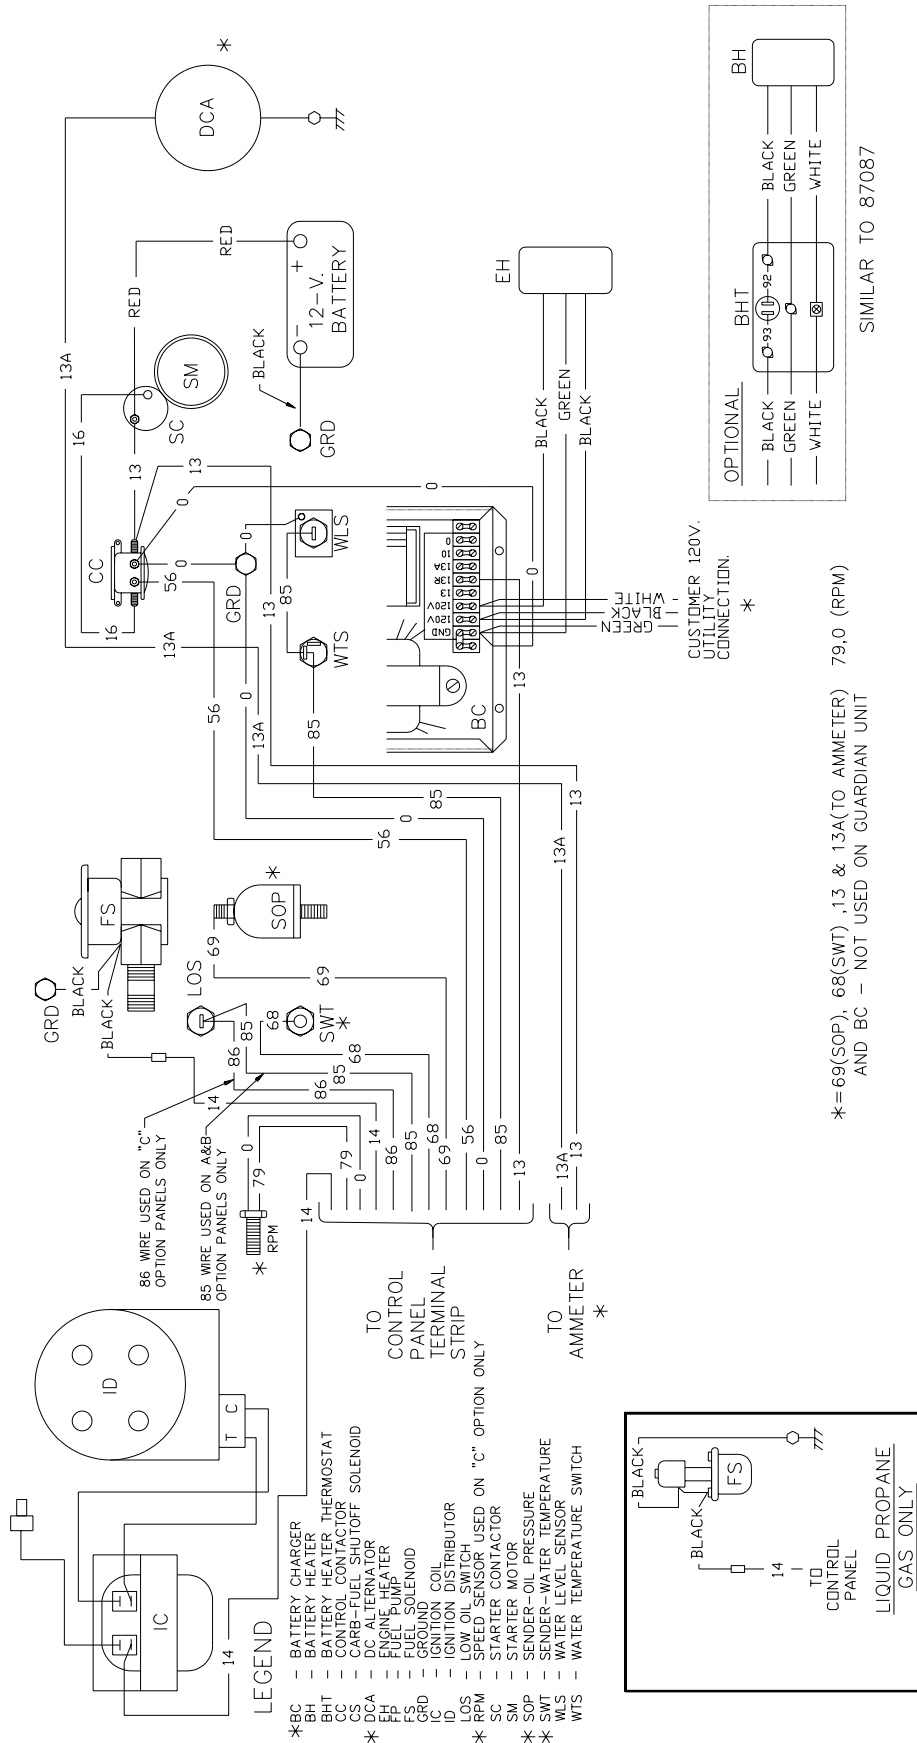 DCA
*
13A
RED
RED
12-V.
BATTERY
+
-
BLACK
GRD
16
SM
SC
13
13
0
CC
56
0
GRD
0
WLS
85
WTS
16
13A
13
0
13A
56
85
0
0
EH
BLACK
GREEN
BLACK
BC
0
10
13A
13R
13
120V
120V
GND
WHITE
BLACK
GREEN
CUSTOMER 120V.
UTILITY
CONNECTION.
*
13
OPTIONAL
BHT
BH
93
92
BLACK
GREEN
WHITE
BLACK
GREEN
WHITE
SIMILAR TO 87087
FS
GRD
BLACK
BLACK
SOP
*
69
69
LOS
SWT
*
85
68
86
68
85
86
14
14
0
79
79
0
RPM
*
86 WIRE USED ON "C"
OPTION PANELS ONLY
85 WIRE USED ON A&B
OPTION PANELS ONLY
56
0
85
13A
13
14
79
0
14
86
85
68
69
56
0
85
13
13A
13
TO
CONTROL
PANEL
TERMINAL
STRIP
TO
AMMETER
*
*=69(SOP), 68(SWT) ,13 & 13A(TO AMMETER) 79,0 (RPM)
AND BC - NOT USED ON GUARDIAN UNIT
ID
T C
IC
14
LEGEND
*BC - BATTERY CHARGER
BH - BATTERY HEATER
BHT - BATTERY HEATER THERMOSTAT
CC - CONTROL CONTACTOR
CS - CARB-FUEL SHUTOFF SOLENOID
* DCA - DC ALTERNATOR
EH - ENGINE HEATER
FP - FUEL PUMP
FS - FUEL SOLENOID
GRD - GROUND
IC - IGNITION COIL
ID - IGNITION DISTRIBUTOR
LOS - LOW OIL SWITCH
* RPM - SPEED SENSOR USED ON "C" OPTION ONLY
SC - STARTER CONTACTOR
SM - STARTER MOTOR
* SOP - SENDER-OIL PRESSURE
* SWT - SENDER-WATER TEMPERATURE
WLS - WATER LEVEL SENSOR
WTS - WATER TEMPERATURE SWITCH
BLACK
BLACK
FS
14
TO
CONTROL
PANEL
LIQUID PROPANE
GAS ONLY